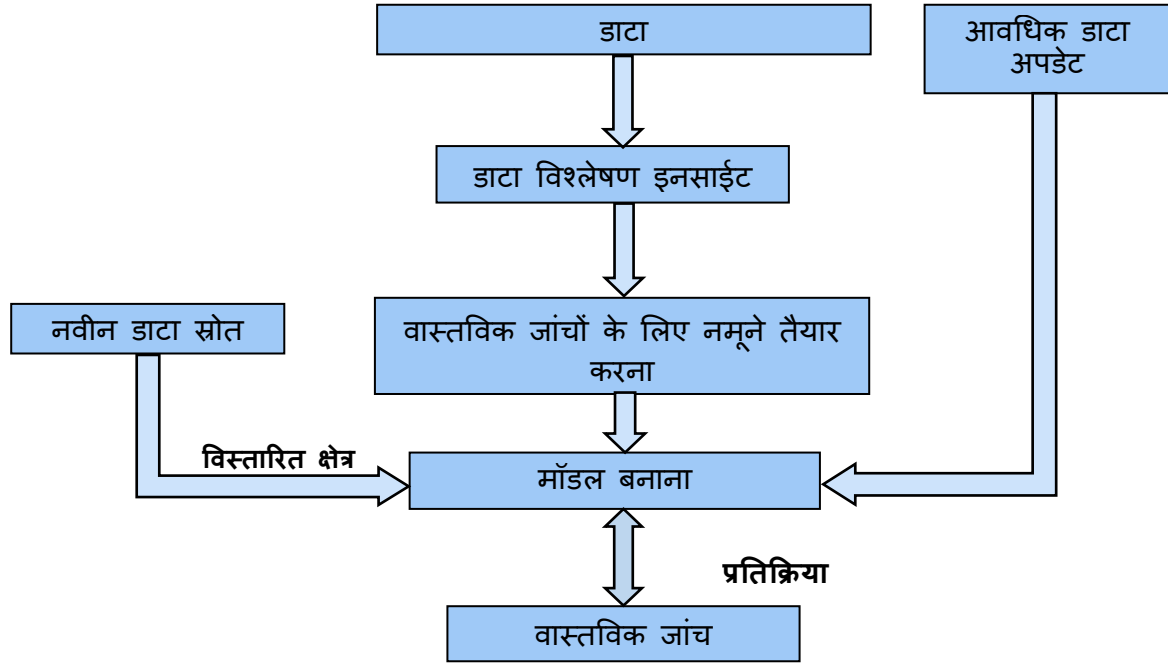 डाटा
आवधिक डाटा
अपडेट
डाटा विश्लेषण इनसाईट
नवीन डाटा स्रोत
वास्तविक जांचों के लिए नमूने तैयार
करना
विस्तारित क्षेत्र
मॉडल बनाना
प्रतिक्रिया
वास्तविक जांच